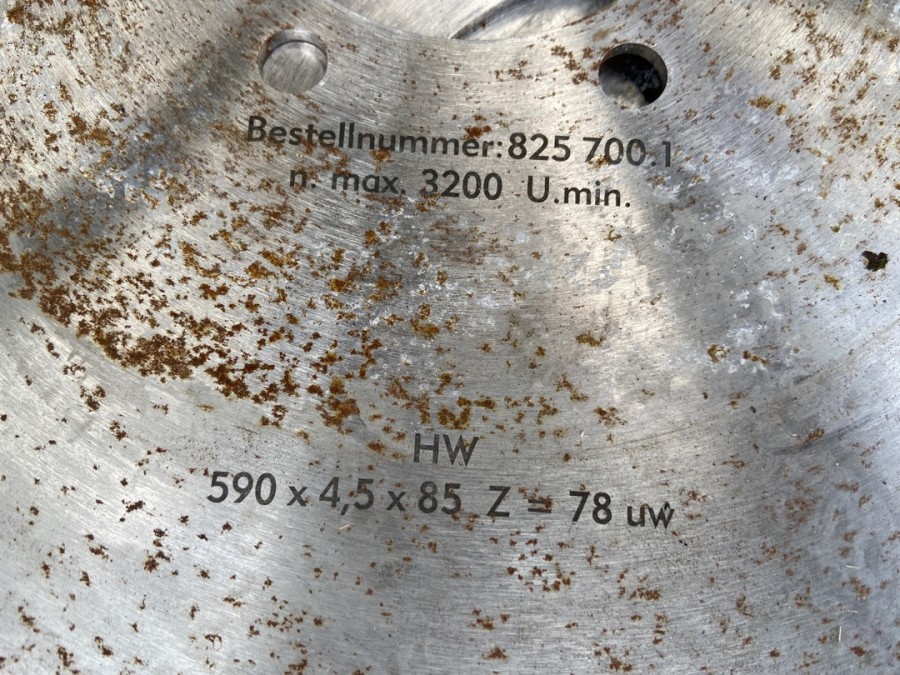 Bestellnummer: 825 700.1
n. max. 3200 U.min.
HW
590 x 4,5 x 85 Z = 78 uw